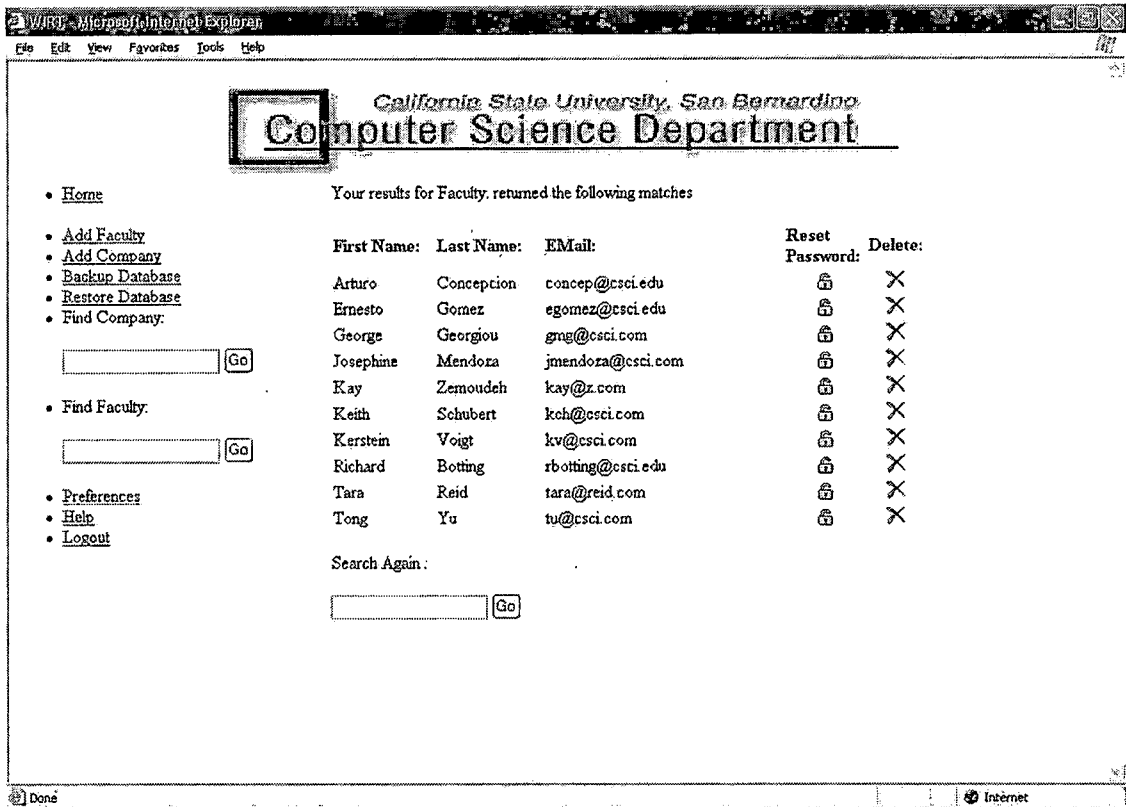 WIRT - Microsoft Internet Explorer
File Edit View Favorites Tools Help
California State University, San Bernardino
Computer Science Department
• Home
• Add Faculty
• Add Company
• Backup Database
• Restore Database
• Find Company:
Go
• Find Faculty:
Go
• Preferences
• Help
• Logout
Your results for Faculty. returned the following matches
First Name: Last Name: EMail: Reset Password: Delete:
Arturo Conception concep@csci.edu
Ernesto Gomez egomez@csci.edu
George Georgiou gmg@csci.com
Josephine Mendoza jmendoza@csci.com
Kay Zemoudeh kay@z.com
Keith Schubert kch@csci.com
Kerstein Voigt kv@csci.com
Richard Botting rbotting@csci.edu
Tara Reid tara@reid.com
Tong Yu tu@csci.com
Search Again :
Go
Done Internet